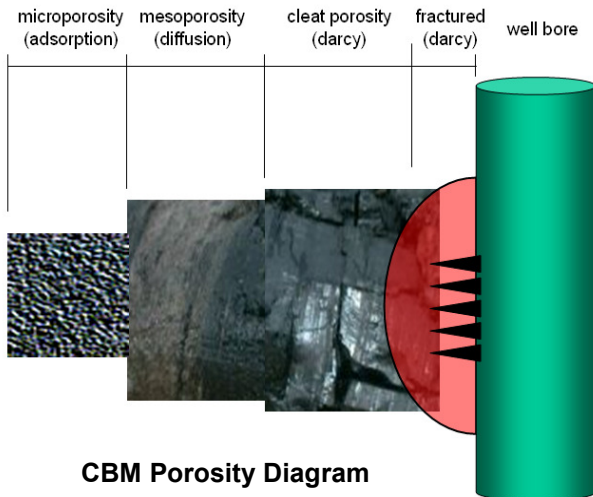 microporosity
(adsorption)
mesoporosity
(diffusion)
cleat porosity
(darcy)
fractured
(darcy)
well bore
CBM Porosity Diagram